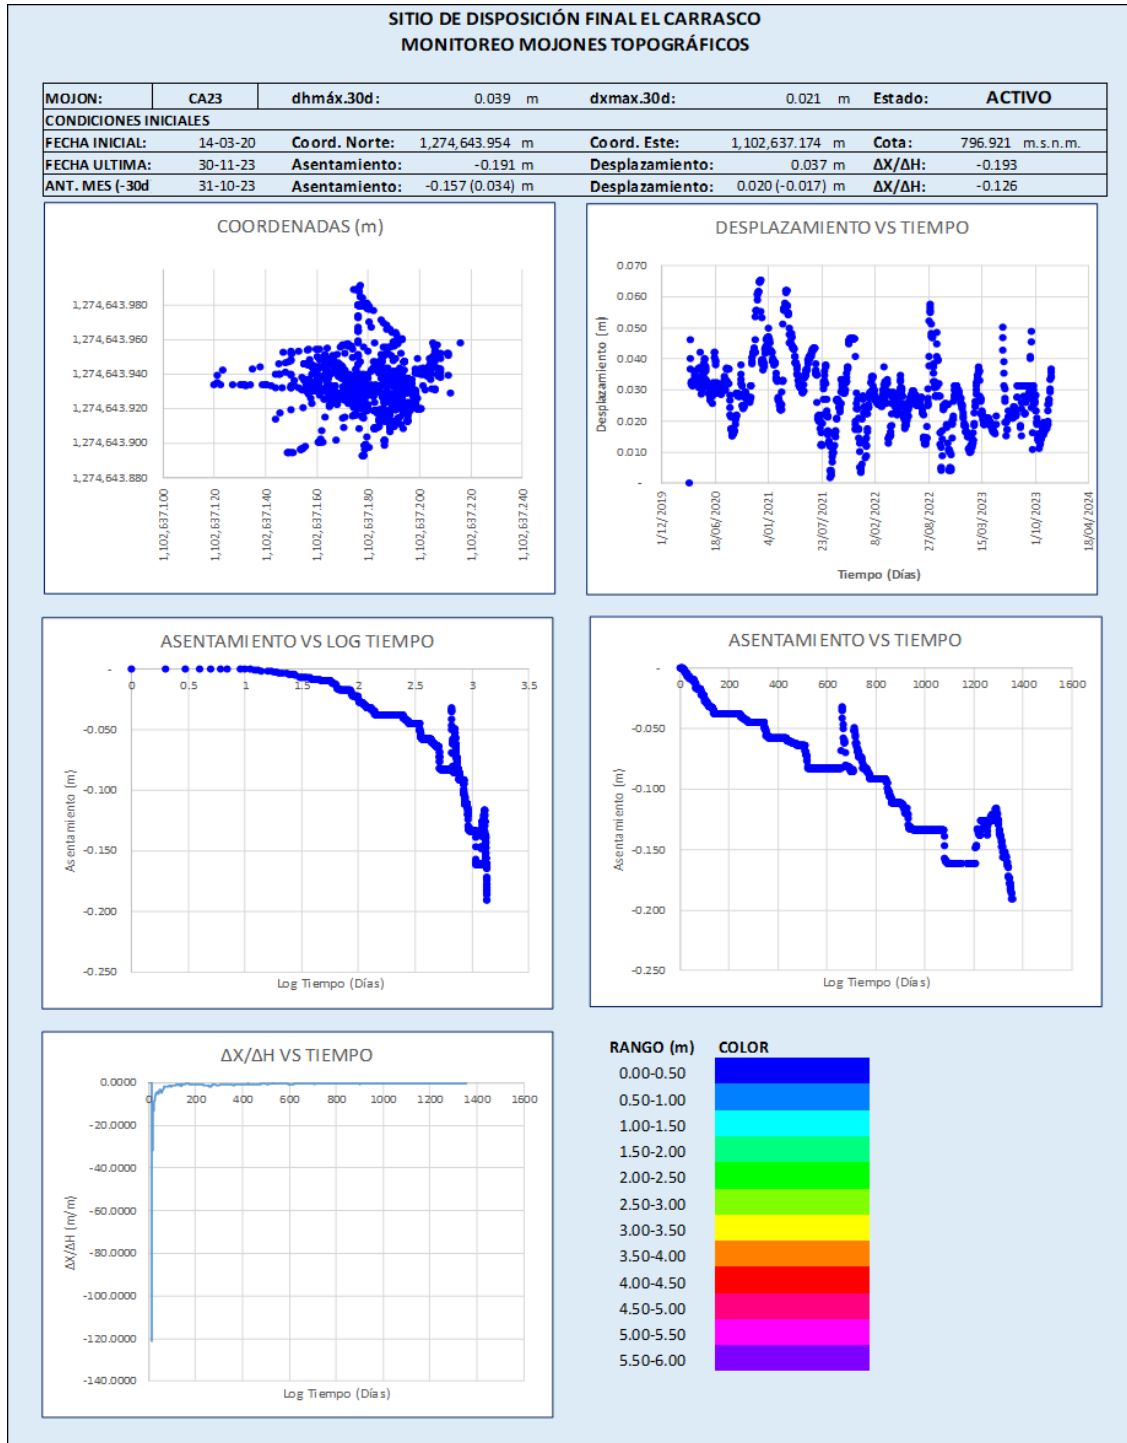 SITIO DE DISPOSICIÓN FINAL EL CARRASCO
MONITOREO MOJONES TOPOGRÁFICOS
MOJON: CA23 dhmáx.30d: 0.039 m dxmax.30d: 0.021 m Estado: ACTIVO
CONDICIONES INICIALES
FECHA INICIAL: 14-03-20 Coord. Norte: 1,274,643.954 m Coord. Este: 1,102,637.174 m Cota: 796.921 m.s.n.m.
FECHA ULTIMA: 30-11-23 Asentamiento: -0.191 m Desplazamiento: 0.037 m ΔX/ΔH: -0.193
ANT. MES (-30d 31-10-23 Asentamiento: -0.157 (0.034) m Desplazamiento: 0.020 (-0.017) m ΔX/ΔH: -0.126
COORDENADAS (m)
1,274,643.980
1,274,643.960
1,274,643.940
1,274,643.920
1,274,643.900
1,274,643.880
1,102,637.100
1,102,637.120
1,102,637.140
1,102,637.160
1,102,637.180
1,102,637.200
1,102,637.220
1,102,637.240
DESPLAZAMIENTO VS TIEMPO
Desplazamiento (m)
0.070
0.060
0.050
0.040
0.030
0.020
0.010
-
1/12/2019
18/06/2020
4/01/2021
23/07/2021
8/02/2022
27/08/2022
15/03/2023
1/10/2023
18/04/2024
Tiempo (Días)
ASENTAMIENTO VS LOG TIEMPO
Asentamiento (m)
-
0 0.5 1 1.5 2 2.5 3 3.5
-0.050
-0.100
-0.150
-0.200
-0.250
Log Tiempo (Días)
ASENTAMIENTO VS TIEMPO
Asentamiento (m)
-
0 200 400 600 800 1000 1200 1400 1600
-0.050
-0.100
-0.150
-0.200
-0.250
Log Tiempo (Días)
ΔX/ΔH VS TIEMPO
ΔX/ΔH (m/m)
0.0000
0 200 400 600 800 1000 1200 1400 1600
-20.0000
-40.0000
-60.0000
-80.0000
-100.0000
-120.0000
-140.0000
Log Tiempo (Días)
RANGO (m) COLOR
0.00-0.50
0.50-1.00
1.00-1.50
1.50-2.00
2.00-2.50
2.50-3.00
3.00-3.50
3.50-4.00
4.00-4.50
4.50-5.00
5.00-5.50
5.50-6.00